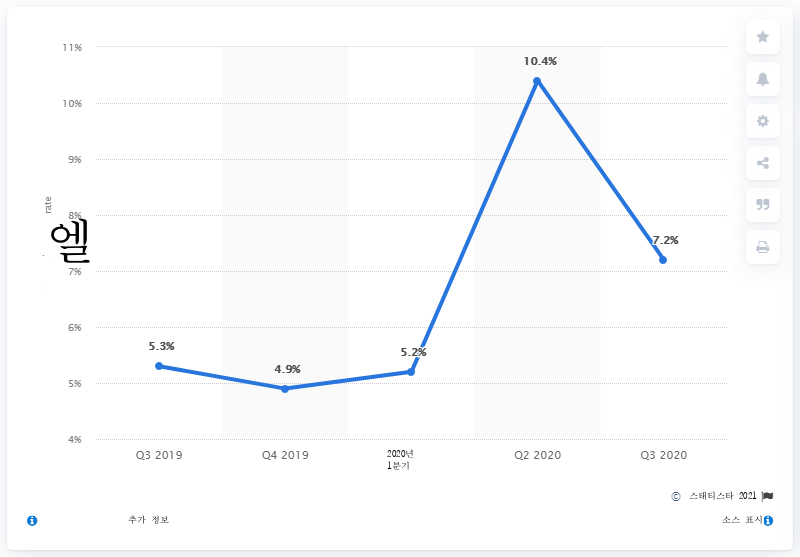 11%
10.4%
10%
9%
rate
8%
엘
7.2%
7%
6%
5.3%
5.2%
4.9%
5%
4%
Q3 2019
Q4 2019
2020년
1분기
Q2 2020
Q3 2020
© 스태티스타 2021
추가 정보
소스 표시